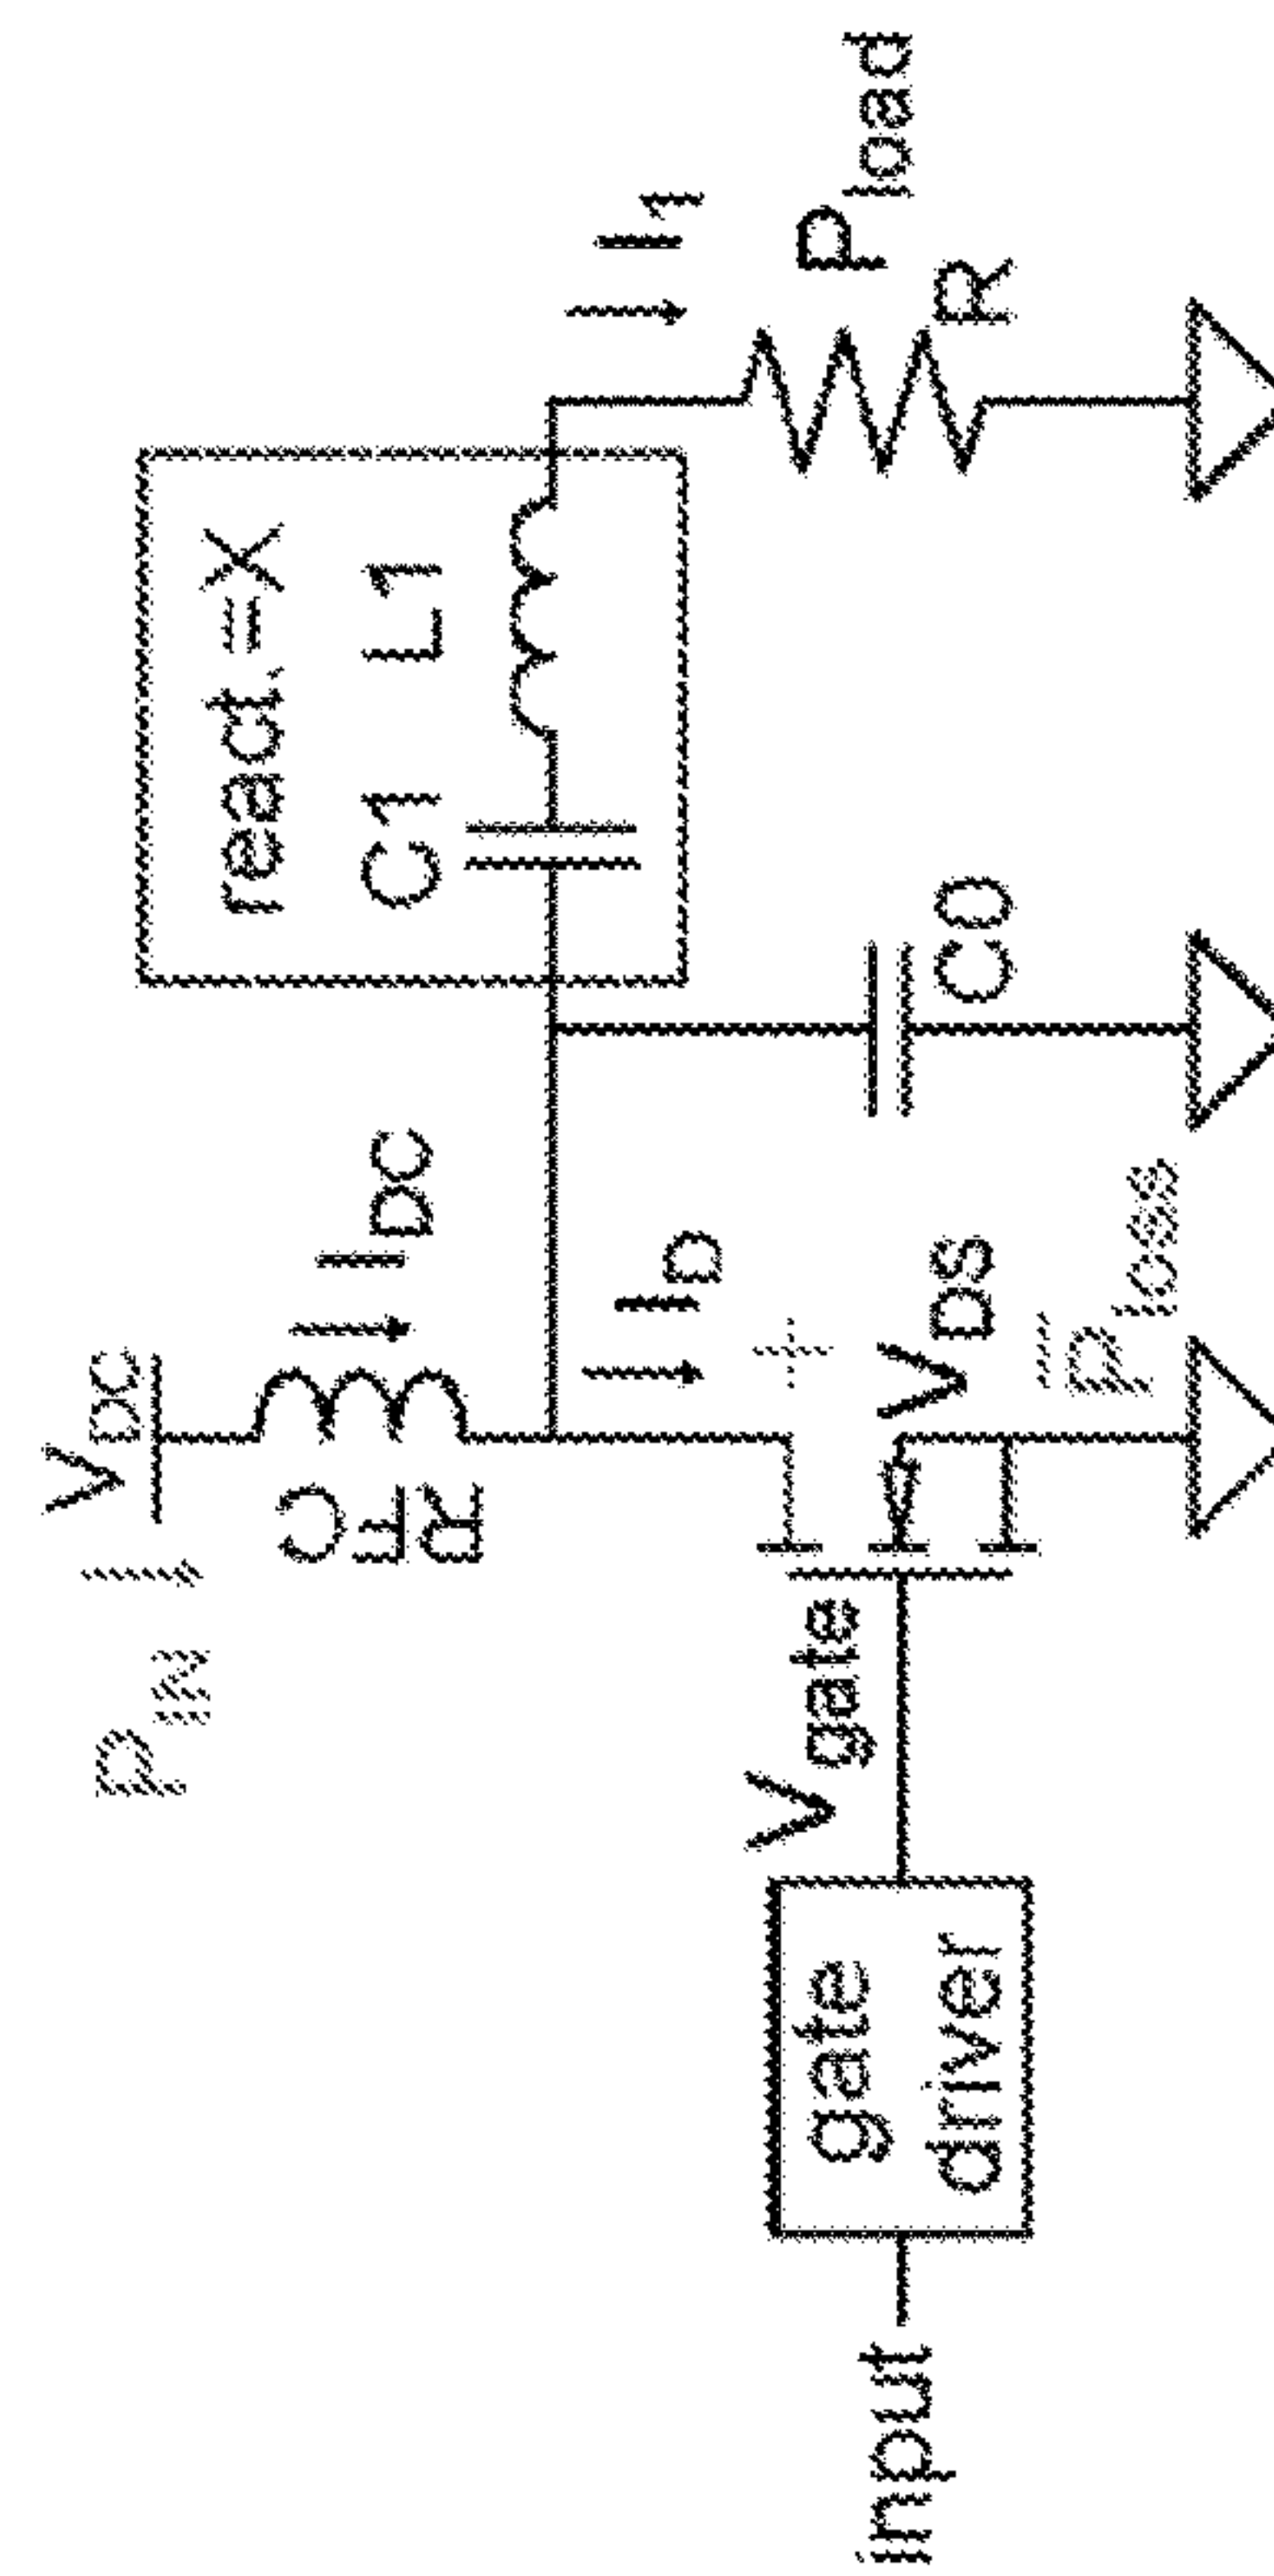 P_IN
V_DC
RFC
I_DC
react.=X
C1
L1
I_1
I_D
+
V_DS
-
P_loss
C0
P_load
R
input
gate
driver
V_gate